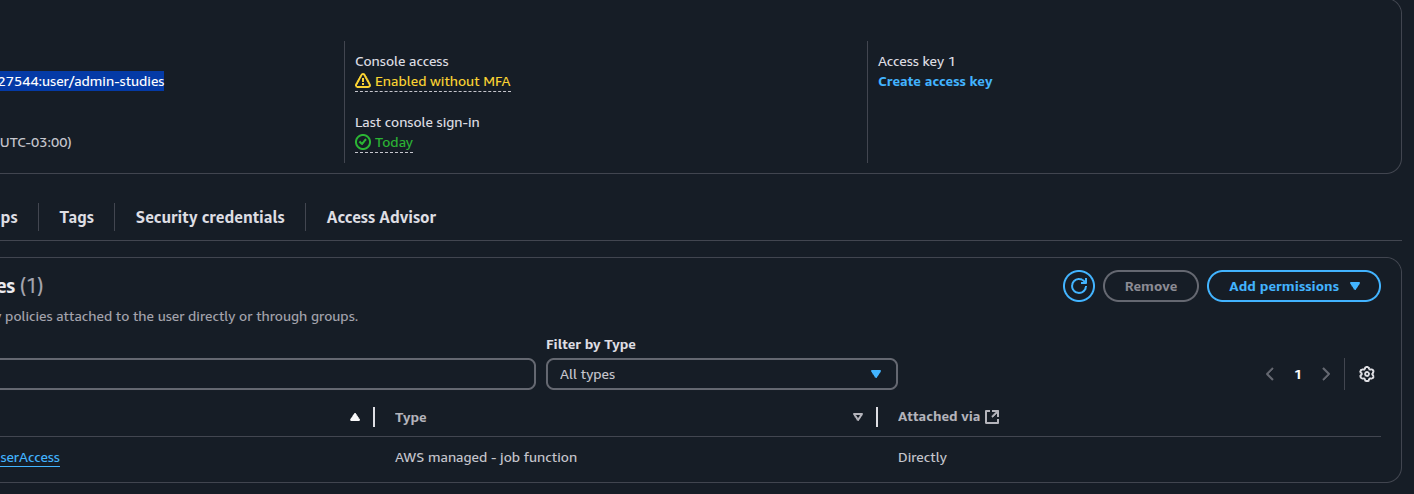 Console access
Access key 1
27544:user/admin-studies
Enabled without MFA
Create access key
Last console sign-in
UTC-03:00)
Today
ps
Tags
Security credentials
Access Advisor
es (1)
Remove
Add permissions
policies attached to the user directly or through groups.
Filter by Type
All types
1
Type
Attached via
serAccess
AWS managed - job function
Directly